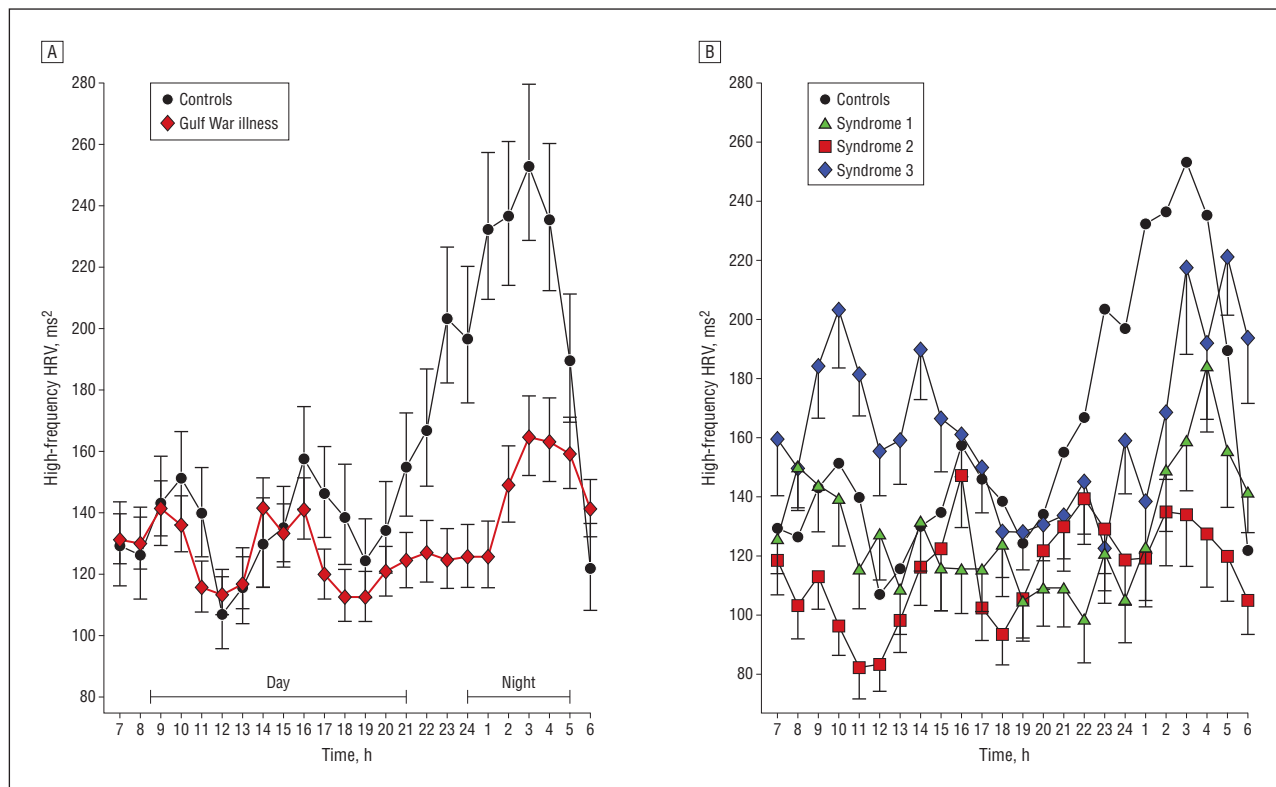 A
280
260
240
220
200
180
160
140
120
100
80
High-frequency HRV, ms²
Controls
Gulf War illness
Day
Night
7 8 9 10 11 12 13 14 15 16 17 18 19 20 21 22 23 24 1 2 3 4 5 6
Time, h
B
280
260
240
220
200
180
160
140
120
100
80
High-frequency HRV, ms²
Controls
Syndrome 1
Syndrome 2
Syndrome 3
7 8 9 10 11 12 13 14 15 16 17 18 19 20 21 22 23 24 1 2 3 4 5 6
Time, h